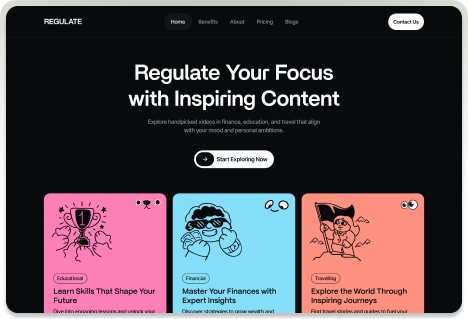 REGULATE
Home Benefits About Pricing Blogs
Contact Us
Regulate Your Focus
with Inspiring Content
Explore handpicked videos in finance, education, and travel that align
with your mood and personal ambitions.
Start Exploring Now
1
Educational
Learn Skills That Shape Your
Future
Dive into engaging lessons and unlock your
Financial
Master Your Finances with
Expert Insights
Discover strategies to grow wealth and
Travelling
Explore the World Through
Inspiring Journeys
Find travel stories and guides to fuel your